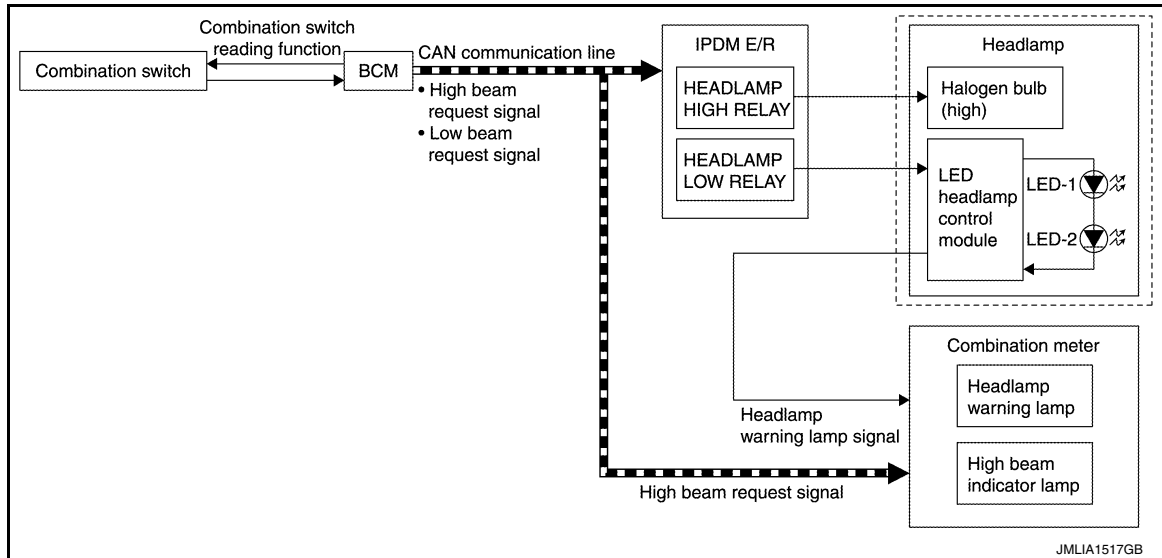 Combination switch
Combination switch
reading function
BCM
CAN communication line
• High beam
request signal
• Low beam
request signal
IPDM E/R
HEADLAMP
HIGH RELAY
HEADLAMP
LOW RELAY
Headlamp
Halogen bulb
(high)
LED
headlamp
control
module
LED-1
LED-2
Combination meter
Headlamp
warning lamp
High beam
indicator lamp
Headlamp
warning lamp signal
High beam request signal
JMLIA1517GB